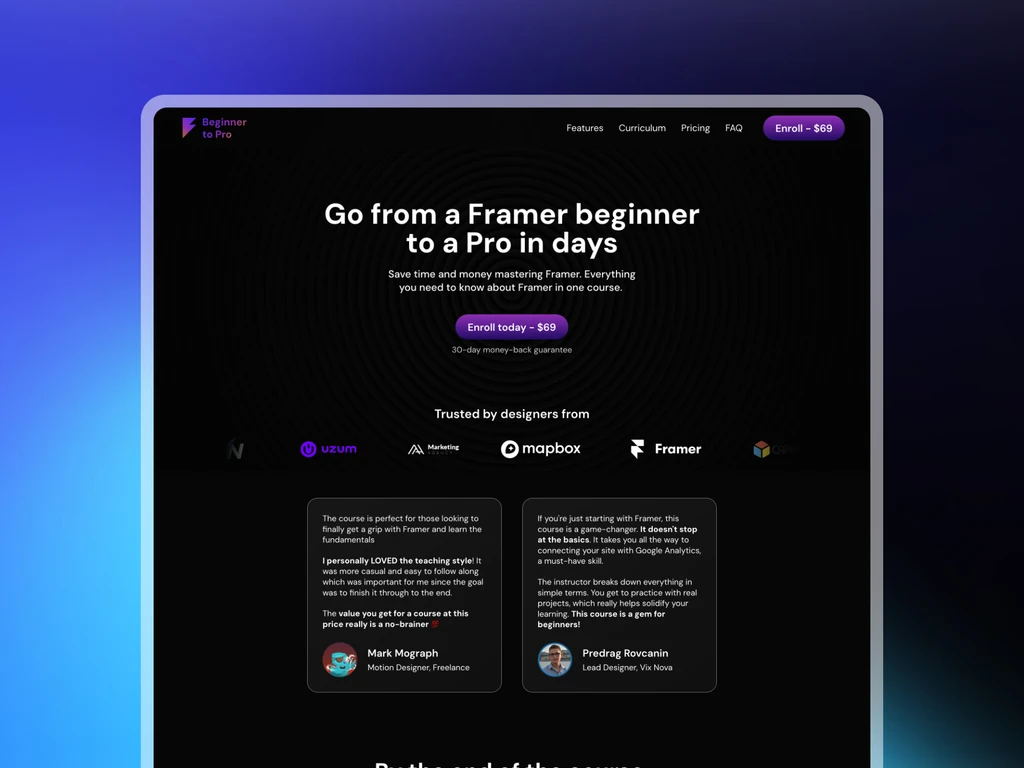 Beginner
to Pro
Features Curriculum Pricing FAQ Enroll - $69
Go from a Framer beginner
to a Pro in days
Save time and money mastering Framer. Everything
you need to know about Framer in one course.
Enroll today - $69
30-day money-back guarantee
Trusted by designers from
N uzum Marketing mapbox Framer
The course is perfect for those looking to
finally get a grip with Framer and learn the
fundamentals
I personally LOVED the teaching style! It
was more casual and easy to follow along
which was important for me since the goal
was to finish it through to the end.
The value you get for a course at this
price really is a no-brainer 💯
Mark Mograph
Motion Designer, Freelance
If you're just starting with Framer, this
course is a game-changer. It doesn't stop
at the basics. It takes you all the way to
connecting your site with Google Analytics,
a must-have skill.
The instructor breaks down everything in
simple terms. You get to practice with real
projects, which really helps solidify your
learning. This course is a gem for
beginners!
Predrag Rovcanin
Lead Designer, Vix Nova
By the end of the course